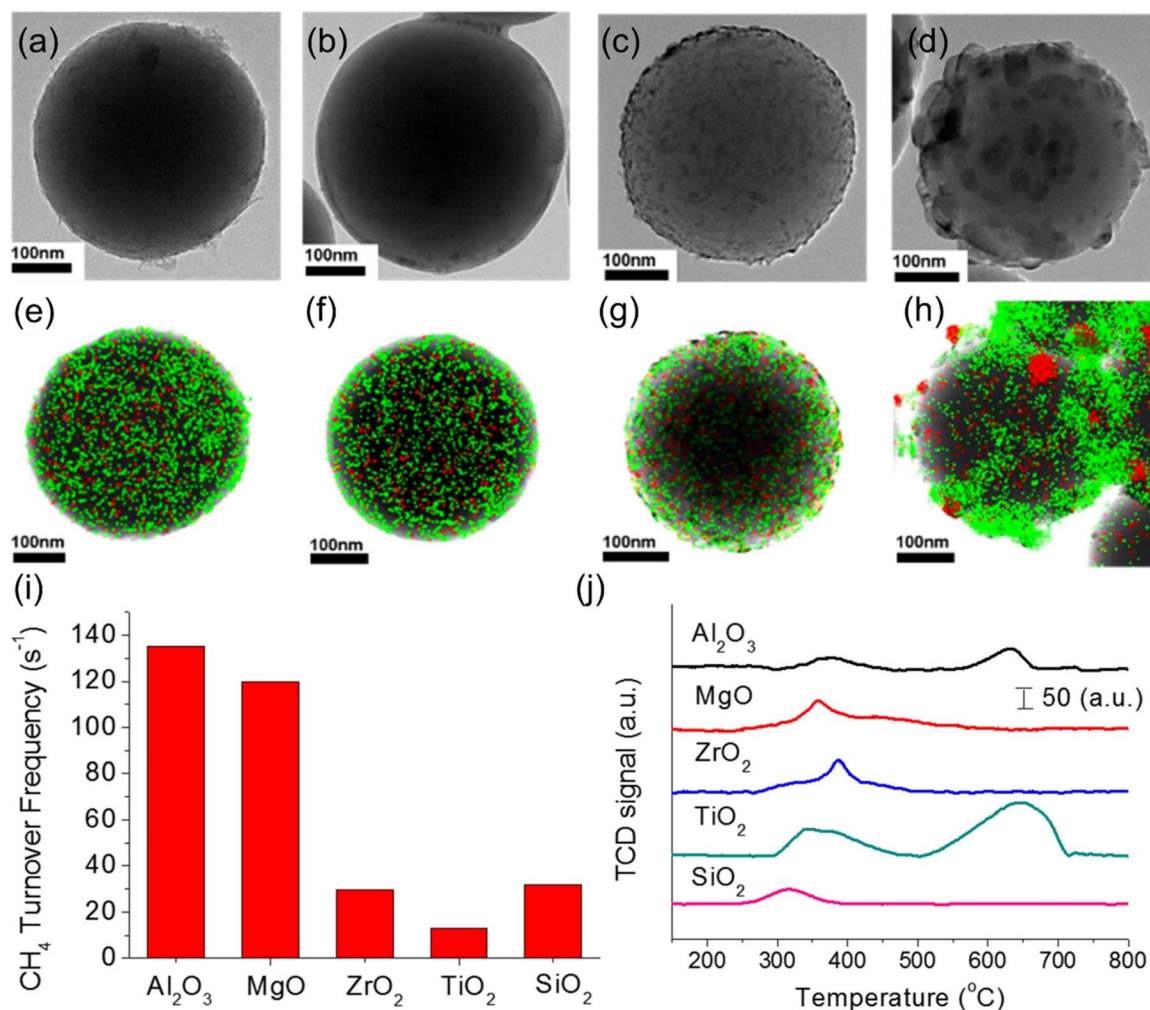 (a)
(b)
(c)
(d)
100nm
100nm
100nm
100nm
(e)
(f)
(g)
(h)
100nm
100nm
100nm
100nm
(i)
CH₄ Turnover Frequency (s⁻¹)
140
120
100
80
60
40
20
0
Al₂O₃ MgO ZrO₂ TiO₂ SiO₂
(j)
TCD signal (a.u.)
Al₂O₃
50 (a.u.)
MgO
ZrO₂
TiO₂
SiO₂
200 300 400 500 600 700 800
Temperature (°C)